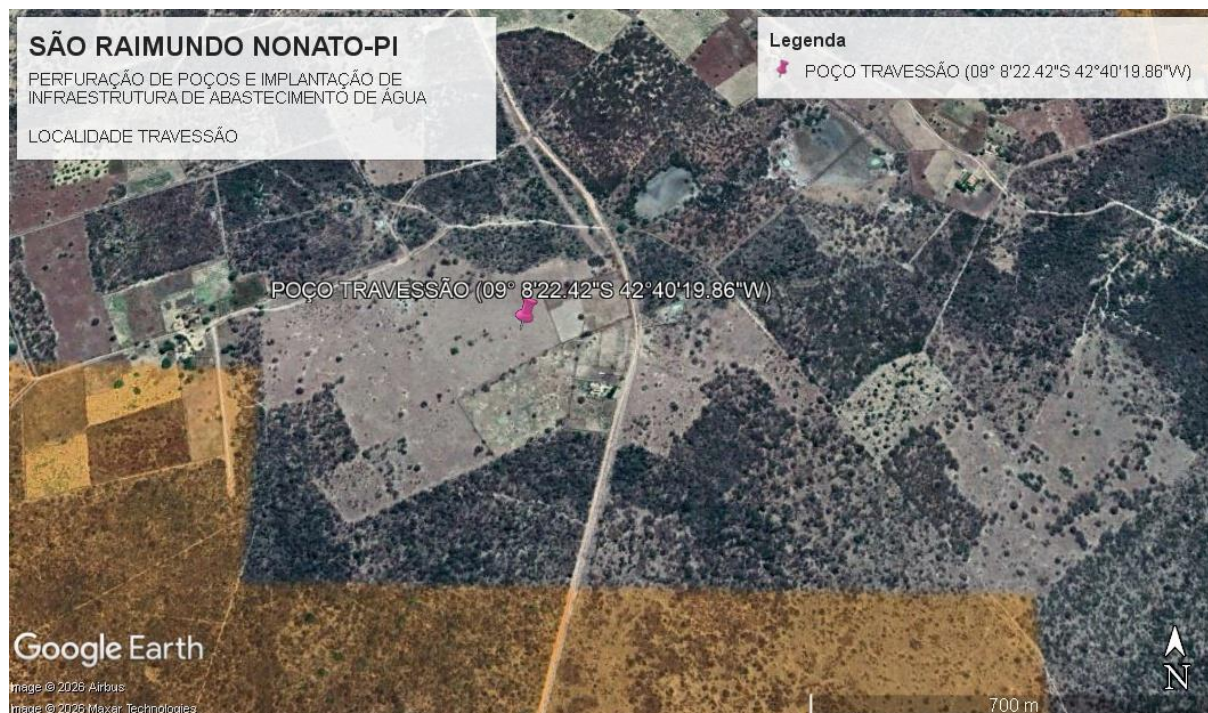 SÃO RAIMUNDO NONATO-PI
PERFURAÇÃO DE POÇOS E IMPLANTAÇÃO DE
INFRAESTRUTURA DE ABASTECIMENTO DE ÁGUA
LOCALIDADE TRAVESSÃO
Legenda
POÇO TRAVESSÃO (09° 8'22.42"S 42°40'19.86"W)
POÇO TRAVESSÃO (09° 8'22.42"S 42°40'19.86"W)
Google Earth
Image © 2026 Airbus
Image © 2026 Maxar Technologies
700 m
N